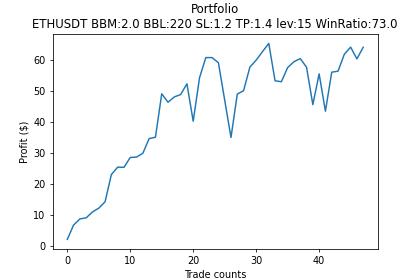 Portfolio
ETHUSDT BBM:2.0 BBL:220 SL:1.2 TP:1.4 lev:15 WinRatio:73.0
60
50
40
30
20
10
0
Profit ($)
0 10 20 30 40
Trade counts